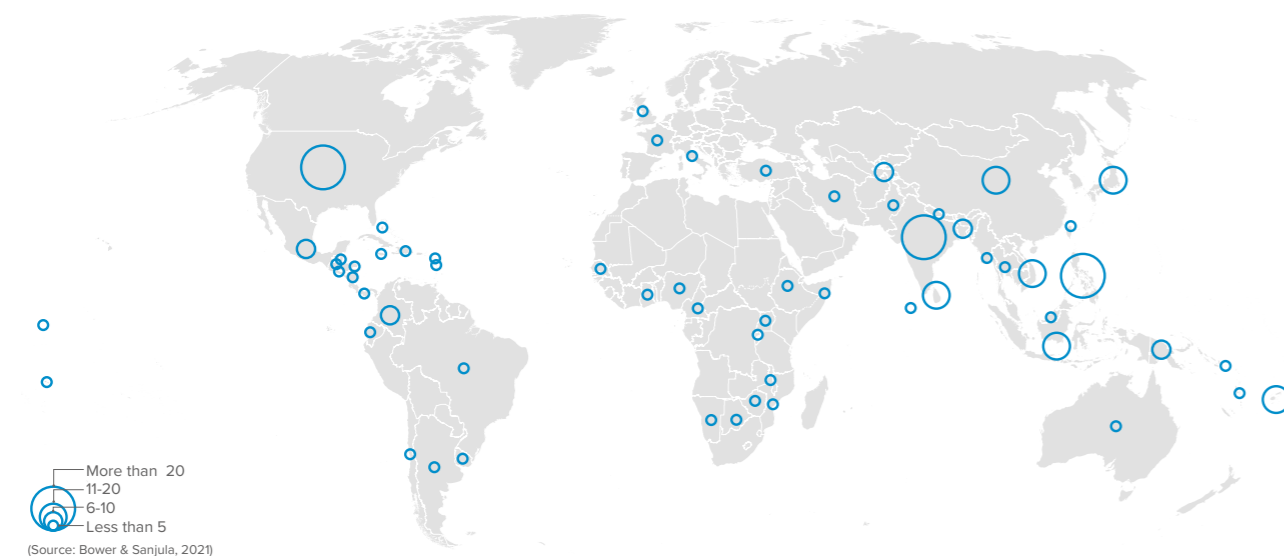 More than 20
11-20
6-10
Less than 5
(Source: Bower & Sanjula, 2021)